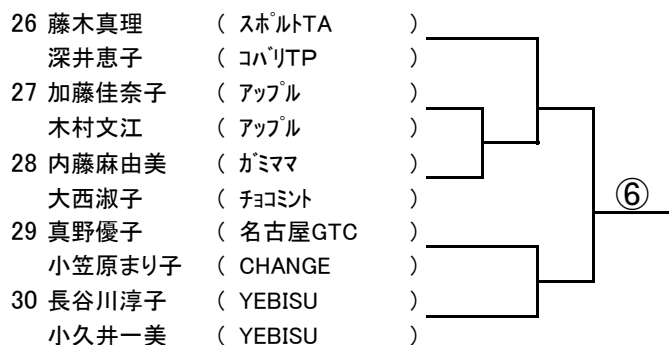 26 藤木真理 ( ｽﾎﾟﾙﾄTA )
深井恵子 ( ｺﾊﾞﾘTP )
27 加藤佳奈子 ( ｱｯﾌﾟﾙ )
木村文江 ( ｱｯﾌﾟﾙ )
28 内藤麻由美 ( ｶﾞﾐママ )
大西淑子 ( ﾁｮｺﾐﾝﾄ )
⑥
29 真野優子 ( 名古屋GTC )
小笠原まり子 ( CHANGE )
30 長谷川淳子 ( YEBISU )
小久井一美 ( YEBISU )